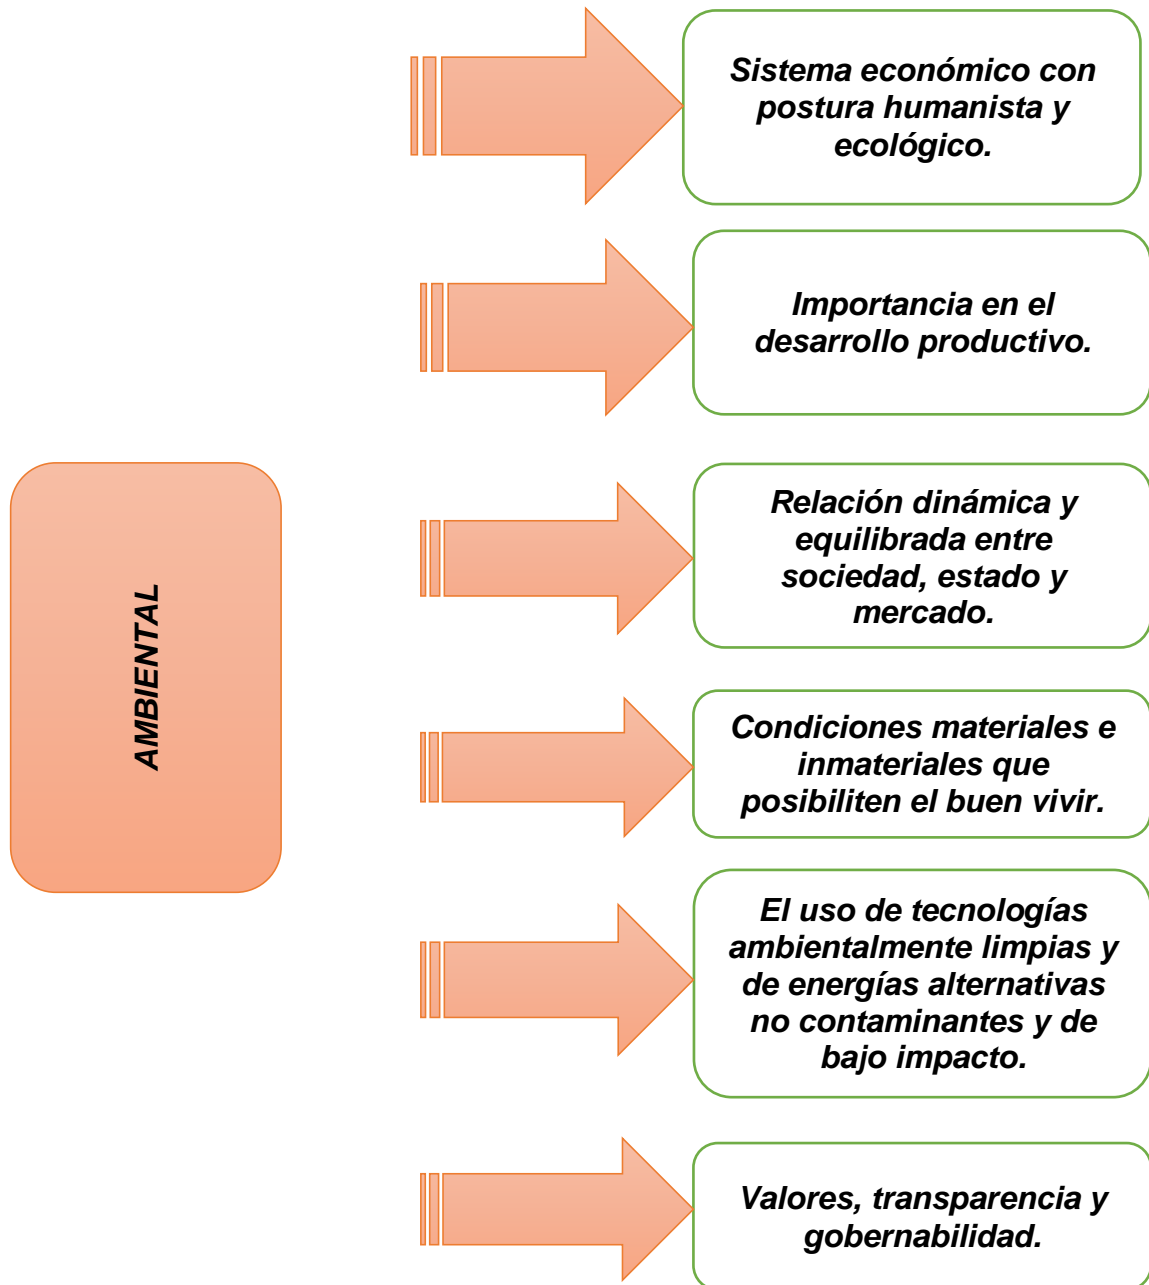 Sistema económico con
postura humanista y
ecológico.
Importancia en el
desarrollo productivo.
Relación dinámica y
equilibrada entre
sociedad, estado y
mercado.
AMBIENTAL
Condiciones materiales e
inmateriales que
posibiliten el buen vivir.
El uso de tecnologías
ambientalmente limpias y
de energías alternativas
no contaminantes y de
bajo impacto.
Valores, transparencia y
gobernabilidad.